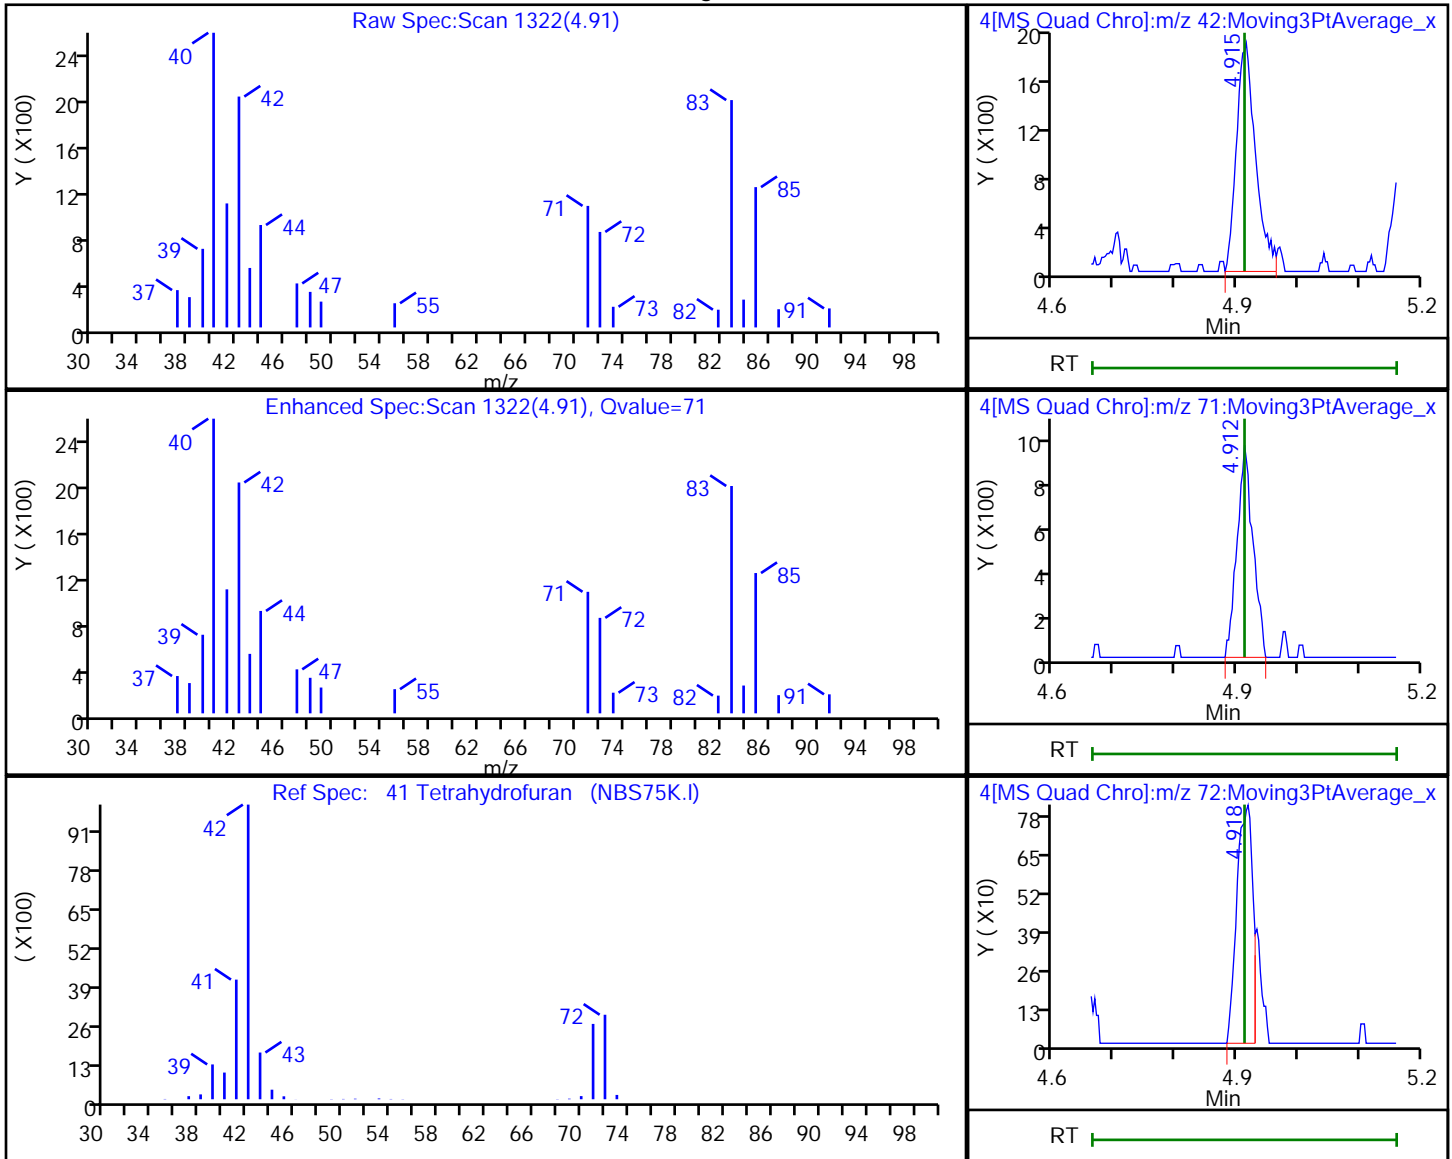 Raw Spec:Scan 1322(4.91)
Y ( X100)
24
20
16
12
8
4
0
40
42
83
85
71
72
44
39
37
47
55
73
82
91
30 34 38 42 46 50 54 58 62 66 70 74 78 82 86 90 94 98
m/z
4[MS Quad Chro]:m/z 42:Moving3PtAverage_x
Y ( X100)
20
16
12
8
4
0
4.915
4.6 4.9 5.2
Min
RT
Enhanced Spec:Scan 1322(4.91), Qvalue=71
Y ( X100)
24
20
16
12
8
4
0
40
42
83
85
71
72
44
39
37
47
55
73
82
91
30 34 38 42 46 50 54 58 62 66 70 74 78 82 86 90 94 98
m/z
4[MS Quad Chro]:m/z 71:Moving3PtAverage_x
Y ( X100)
10
8
6
4
2
0
4.912
4.6 4.9 5.2
Min
RT
Ref Spec: 41 Tetrahydrofuran (NBS75K.I)
( X100)
91
78
65
52
39
26
13
0
42
41
39
43
72
30 34 38 42 46 50 54 58 62 66 70 74 78 82 86 90 94 98
4[MS Quad Chro]:m/z 72:Moving3PtAverage_x
Y ( X10)
78
65
52
39
26
13
0
4.918
4.6 4.9 5.2
Min
RT